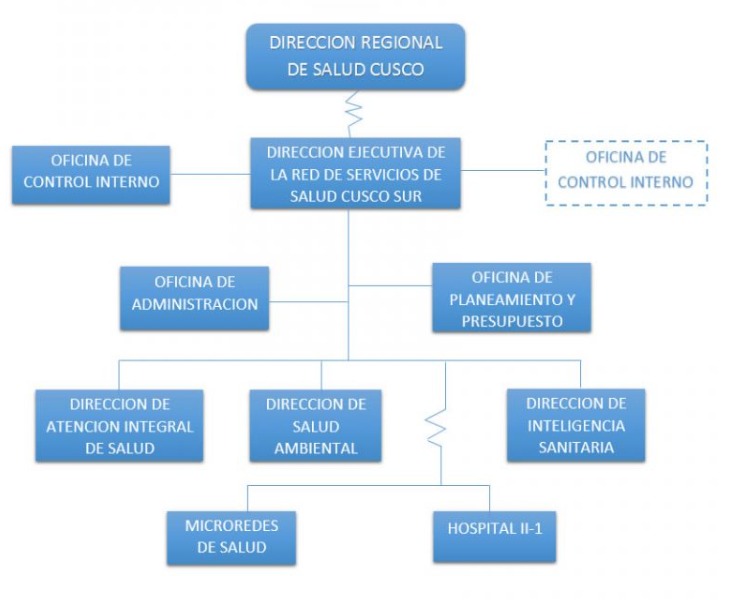 DIRECCION REGIONAL
DE SALUD CUSCO
OFICINA DE
CONTROL INTERNO
DIRECCION EJECUTIVA DE
LA RED DE SERVICIOS DE
SALUD CUSCO SUR
OFICINA DE
CONTROL INTERNO
OFICINA DE
ADMINISTRACION
OFICINA DE
PLANEAMIENTO Y
PRESUPUESTO
DIRECCION DE
ATENCION INTEGRAL
DE SALUD
DIRECCION DE
SALUD
AMBIENTAL
DIRECCION DE
INTELIGENCIA
SANITARIA
MICROREDES
DE SALUD
HOSPITAL II-1